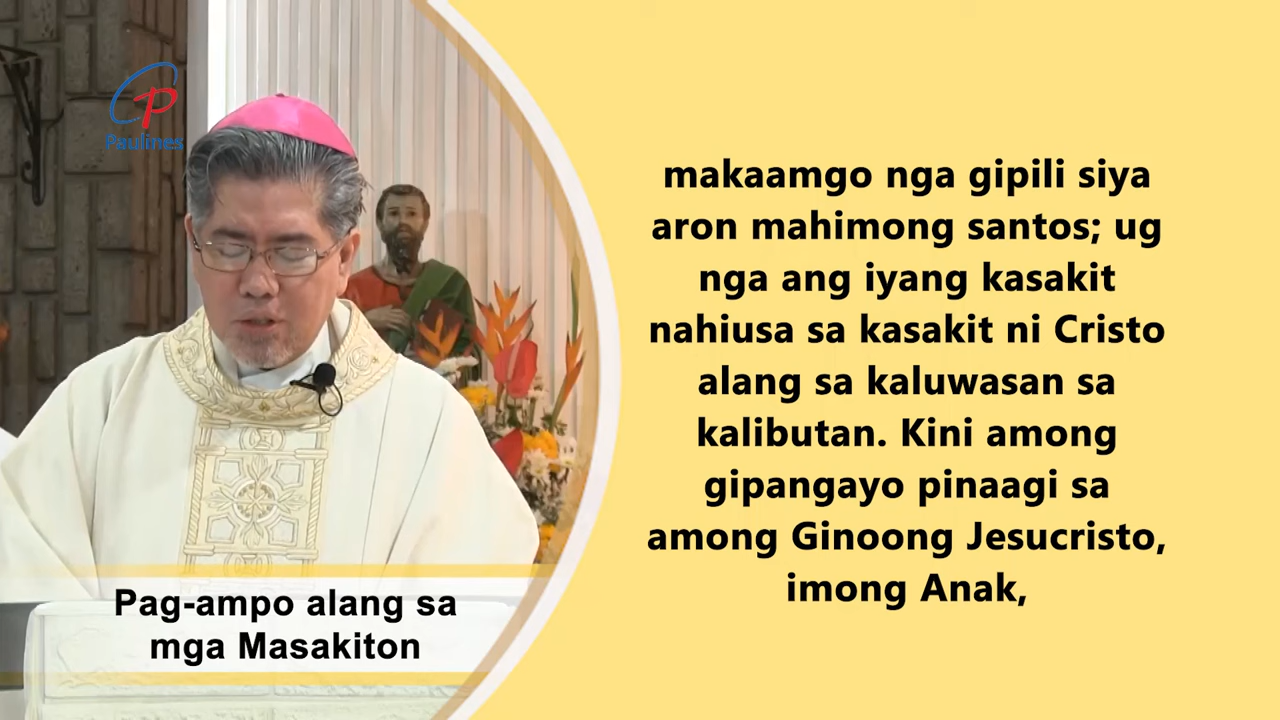 Paulines
makaamgo nga gipili siya
aron mahimong santos; ug
nga ang iyang kasakit
nahiusa sa kasakit ni Cristo
alang sa kaluwasan sa
kalibutan. Kini among
gipangayo pinaagi sa
among Ginoong Jesucristo,
imong Anak,
Pag-ampo alang sa
mga Masakiton